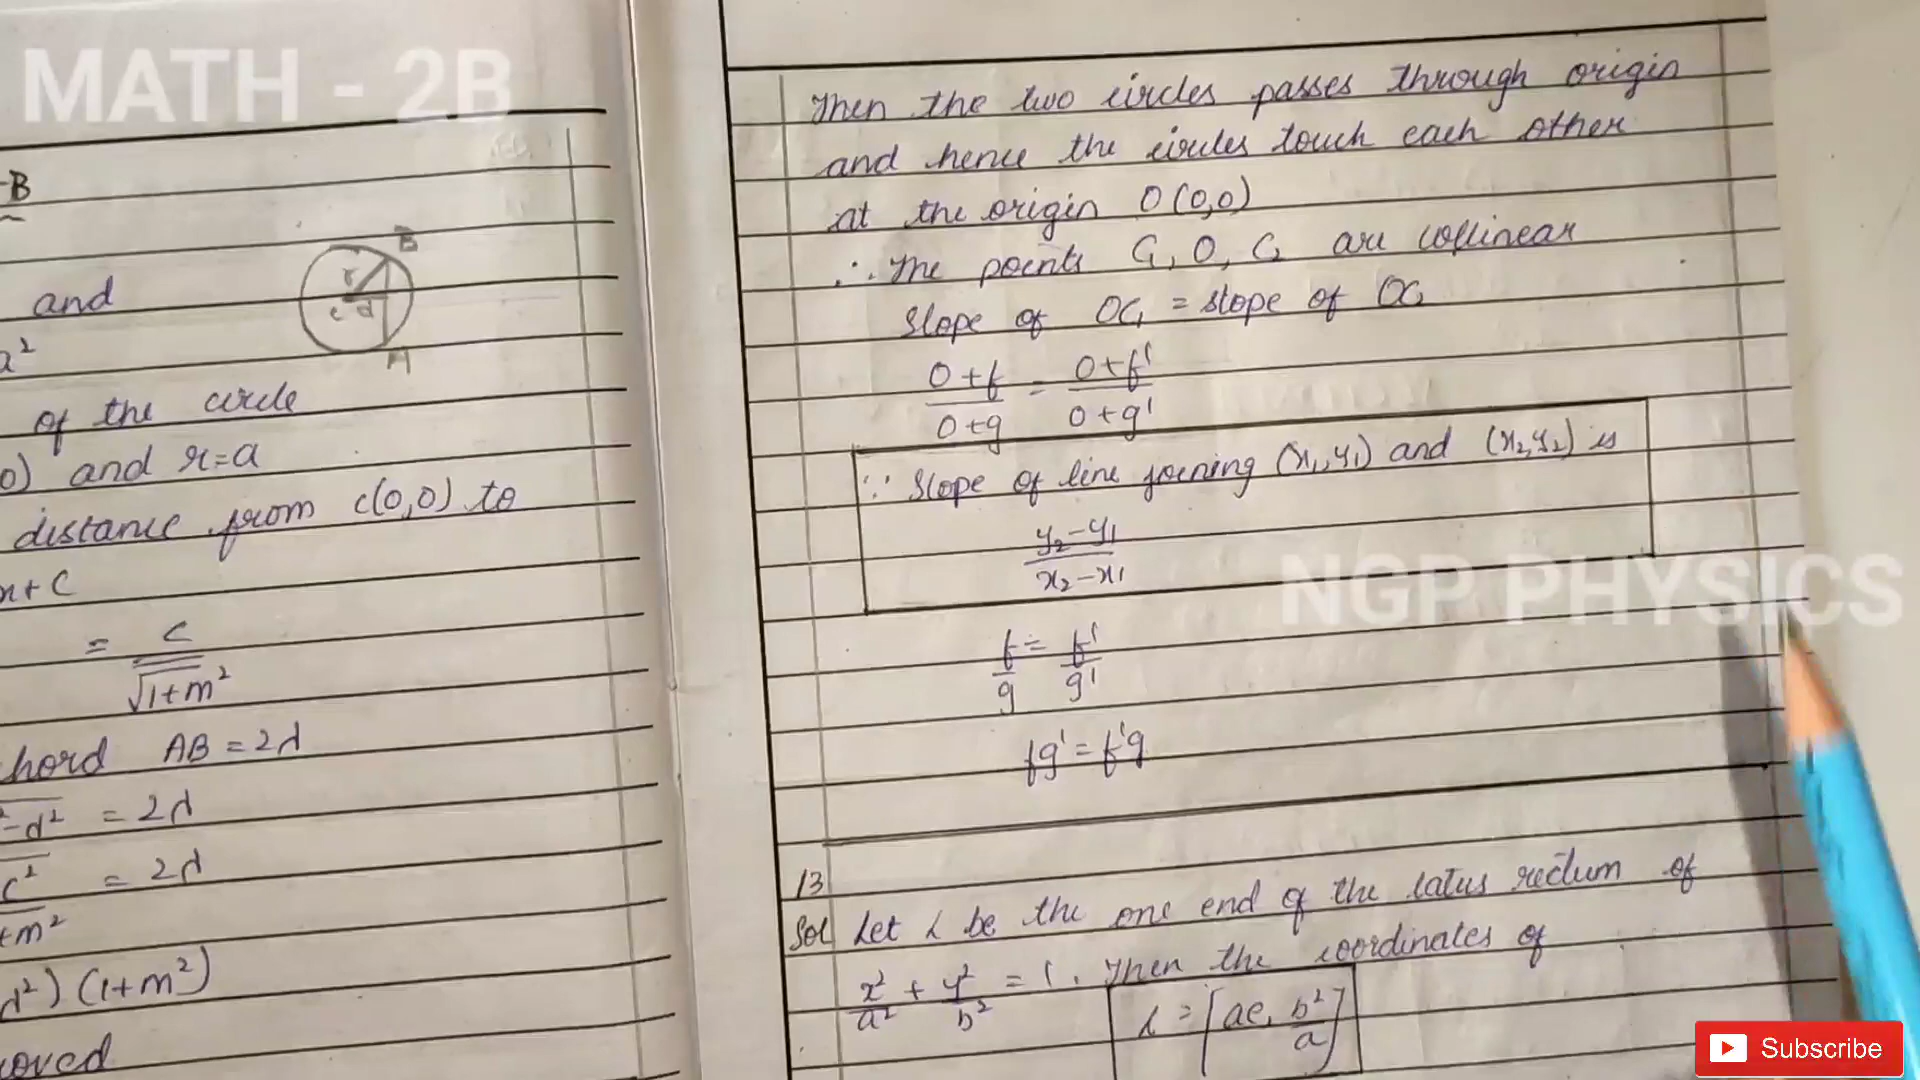 MATH - 2B
-B
B
r
and
c d
a²
A
of the circle
0) and r=a
distance from c(0,0) to
x+c
= c
√1+m²
hord AB=2d
²-d² = 2d
c² = 2d
+m²
d²) (1+m²)
oved
Then the two circles passes through origin
and hence the circles touch each other
at the origin O(0,0)
∴ The points C₁, O, C₂ are collinear
Slope of OC₁ = slope of OC₂
0+f = 0+f'
0+g 0+g'
∵ Slope of line joining (x₁,y₁) and (x₂,y₂) is
y₂-y₁
x₂-x₁
NGP PHYSICS
f = f'
g g'
fg' = f'g
13
Sol Let L be the one end of the latus rectum of
x² + y² = 1. Then the coordinates of
a² b²
L = [ae, b²
a]
Subscribe